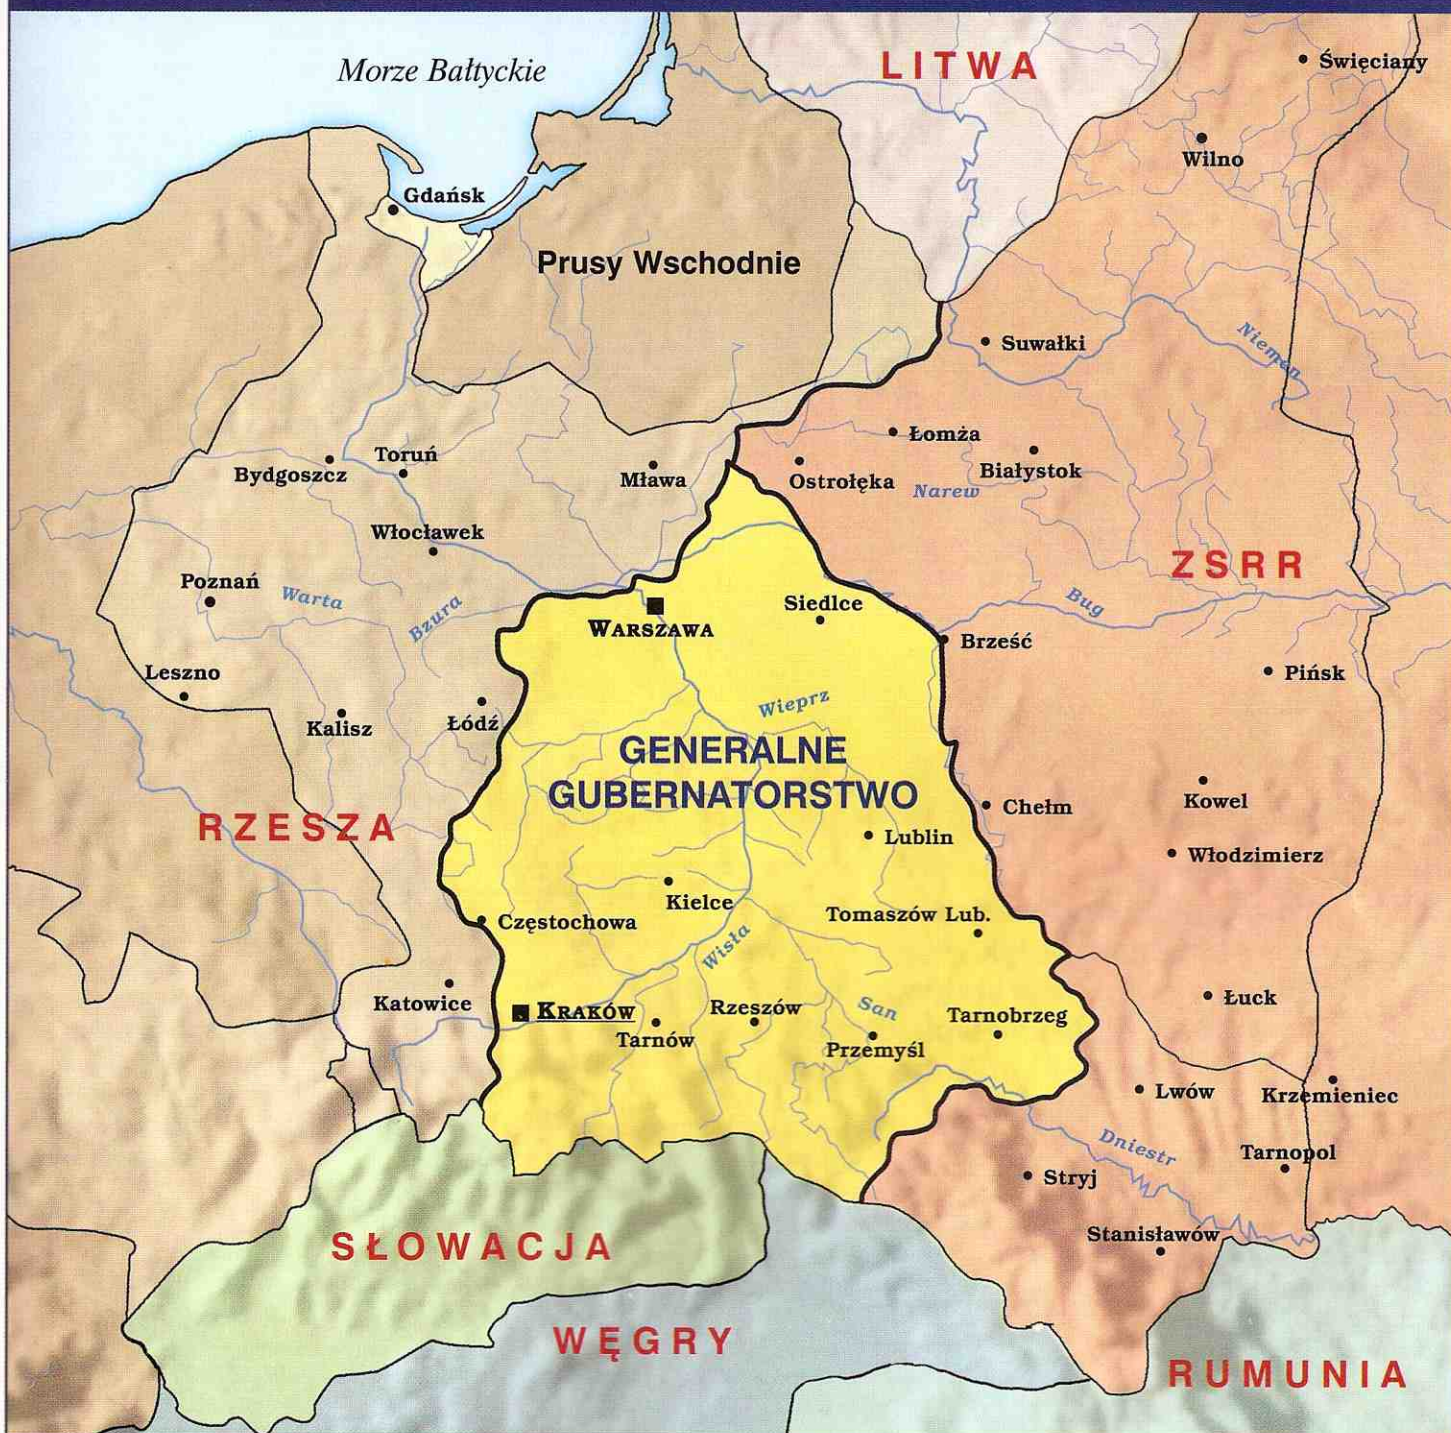 Morze Bałtyckie
LITWA
Święciany
Wilno
Gdańsk
Prusy Wschodnie
Suwałki
Niemen
Łomża
Białystok
Ostrołęka
Narew
Bydgoszcz
Toruń
Mława
Włocławek
ZSRR
Poznań
Warta
Bzura
Siedlce
Bug
WARSZAWA
Brześć
Leszno
Pińsk
Wieprz
Kalisz
Łódź
GENERALNE
GUBERNATORSTWO
Chełm
Kowel
RZESZA
Lublin
Włodzimierz
Kielce
Częstochowa
Tomaszów Lub.
Wisła
Katowice
KRAKÓW
Rzeszów
San
Tarnobrzeg
Łuck
Tarnów
Przemyśl
Lwów
Krzemieniec
Dniestr
Tarnopol
Stryj
Stanisławów
SŁOWACJA
WĘGRY
RUMUNIA